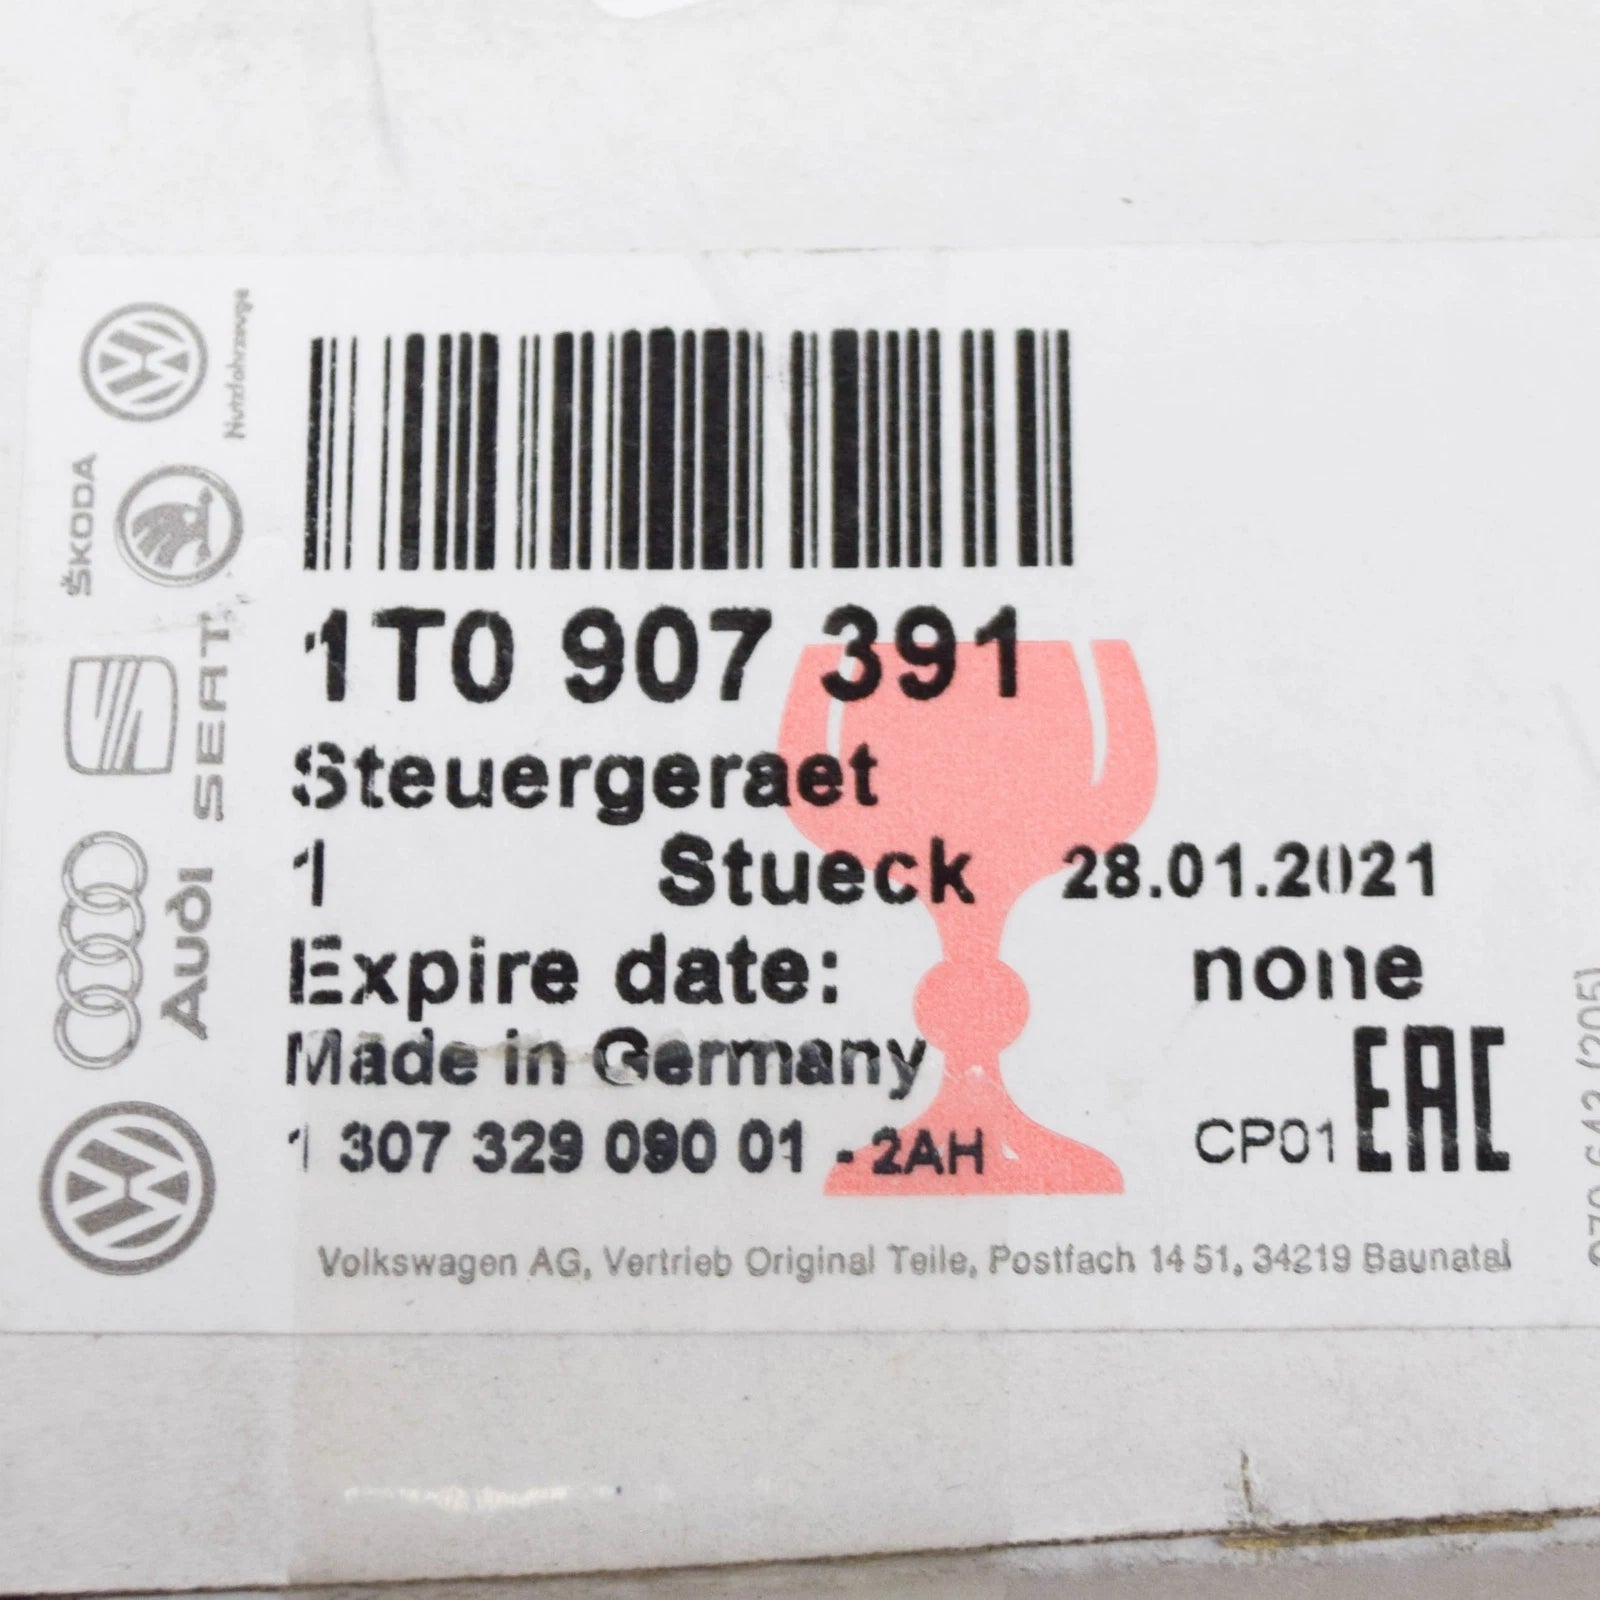 1T0 907 391
Steuergeraet
1 Stueck 28.01.2021
Expire date: none
Made in Germany
1 307 329 090 01 - 2AH
CP01 EAC
Volkswagen AG, Vertrieb Original Teile, Postfach 14 51, 34219 Baunatal
Nutzfahrzeuge
ŠKODA
SEAT
Audi